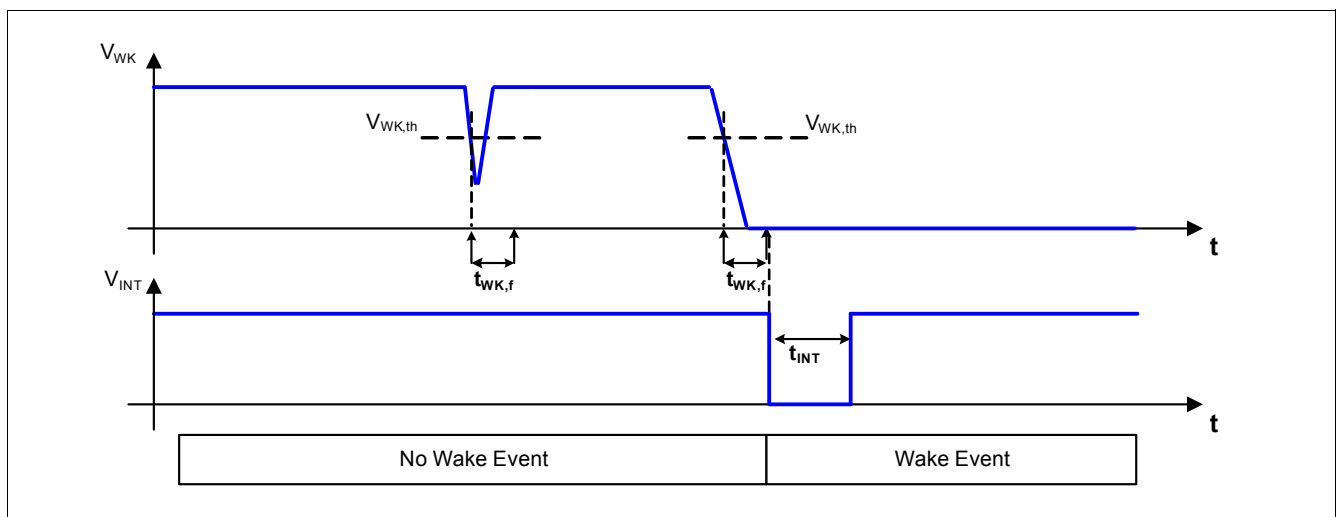 V_WK
V_WK,th
V_WK,th
t
t_WK,f
t_WK,f
V_INT
t_INT
t
No Wake Event
Wake Event